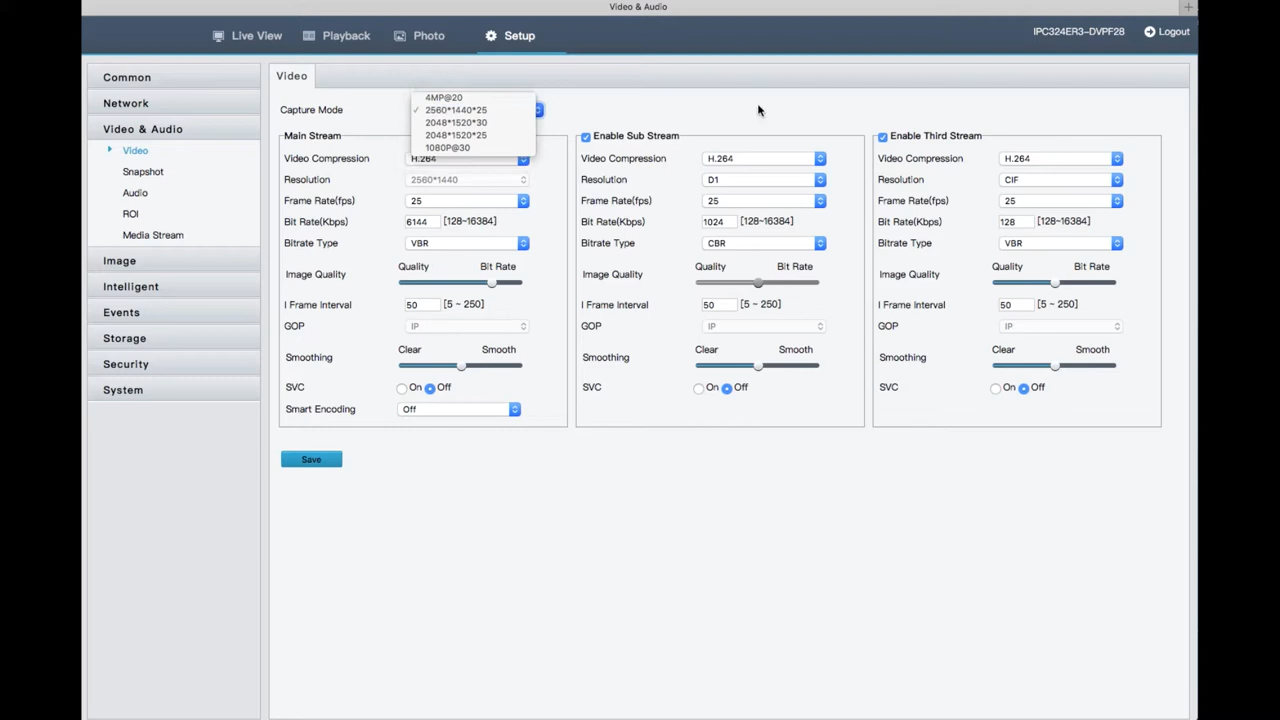 Video & Audio
Live View
Playback
Photo
Setup
IPC324ER3-DVPF28
Logout
Common
Network
Video & Audio
Video
Snapshot
Audio
ROI
Media Stream
Image
Intelligent
Events
Storage
Security
System
Video
Capture Mode
4MP@20
✓ 2560*1440*25
2048*1520*30
2048*1520*25
1080P@30
Main Stream
Video Compression H.264
Resolution 2560*1440
Frame Rate(fps) 25
Bit Rate(Kbps) 6144 [128~16384]
Bitrate Type VBR
Quality Bit Rate
Image Quality
I Frame Interval 50 [5 ~ 250]
GOP IP
Clear Smooth
Smoothing
SVC On Off
Smart Encoding Off
Enable Sub Stream
Video Compression H.264
Resolution D1
Frame Rate(fps) 25
Bit Rate(Kbps) 1024 [128~16384]
Bitrate Type CBR
Quality Bit Rate
Image Quality
I Frame Interval 50 [5 ~ 250]
GOP IP
Clear Smooth
Smoothing
SVC On Off
Enable Third Stream
Video Compression H.264
Resolution CIF
Frame Rate(fps) 25
Bit Rate(Kbps) 128 [128~16384]
Bitrate Type VBR
Quality Bit Rate
Image Quality
I Frame Interval 50 [5 ~ 250]
GOP IP
Clear Smooth
Smoothing
SVC On Off
Save